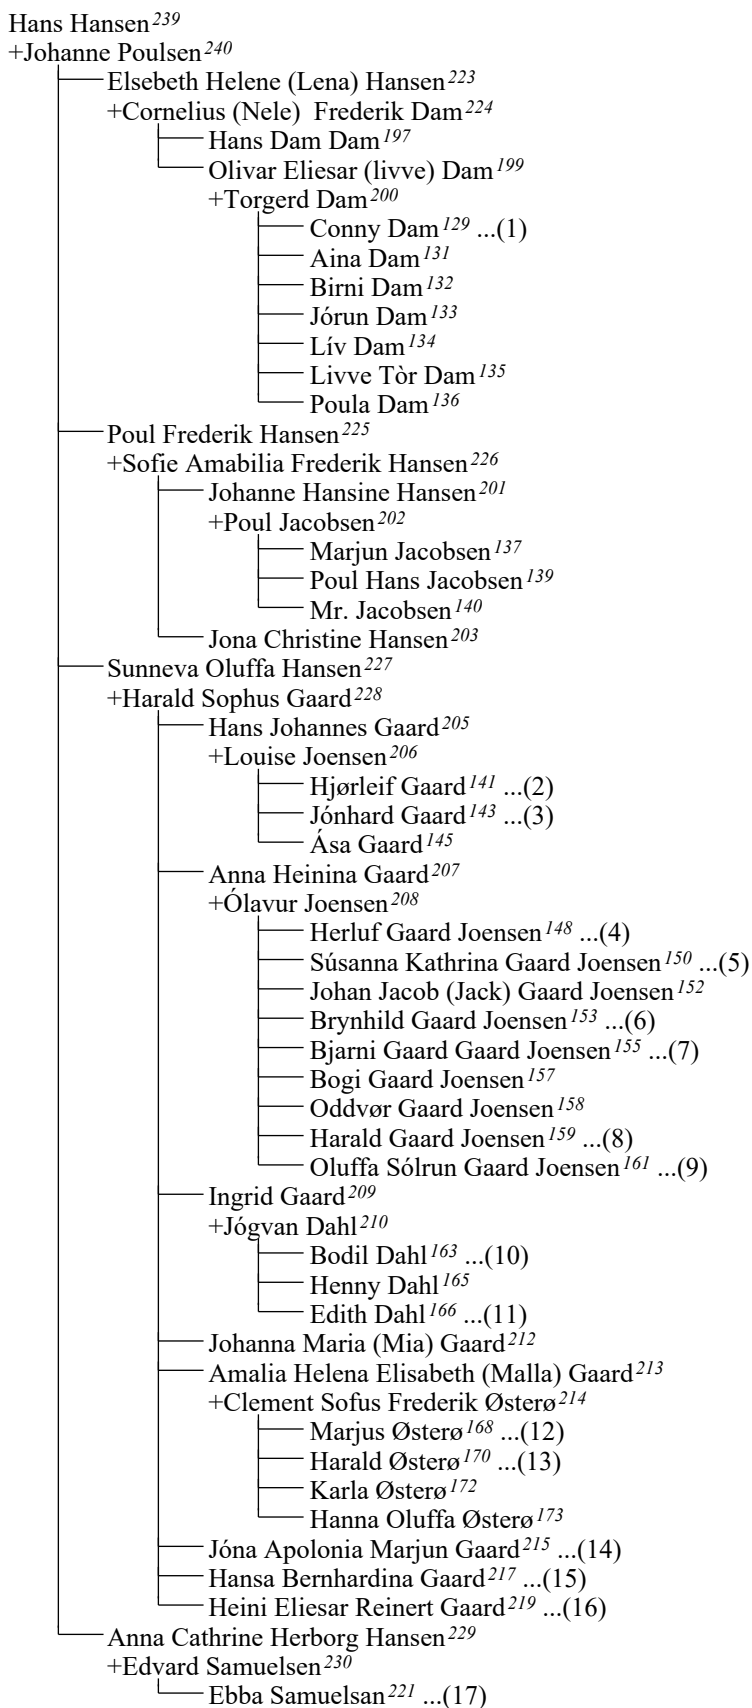 Hans Hansen239
+Johanne Poulsen240
Elsebeth Helene (Lena) Hansen223
+Cornelius (Nele)  Frederik Dam224
Hans Dam Dam197
Olivar Eliesar (livve) Dam199
+Torgerd Dam200
Conny Dam129 ...(1)
Aina Dam131
Birni Dam132
Jórun Dam133
Lív Dam134
Livve Tòr Dam135
Poula Dam136
Poul Frederik Hansen225
+Sofie Amabilia Frederik Hansen226
Johanne Hansine Hansen201
+Poul Jacobsen202
Marjun Jacobsen137
Poul Hans Jacobsen139
Mr. Jacobsen140
Jona Christine Hansen203
Sunneva Oluffa Hansen227
+Harald Sophus Gaard228
Hans Johannes Gaard205
+Louise Joensen206
Hjørleif Gaard141 ...(2)
Jónhard Gaard143 ...(3)
Ása Gaard145
Anna Heinina Gaard207
+Ólavur Joensen208
Herluf Gaard Joensen148 ...(4)
Súsanna Kathrina Gaard Joensen150 ...(5)
Johan Jacob (Jack) Gaard Joensen152
Brynhild Gaard Joensen153 ...(6)
Bjarni Gaard Gaard Joensen155 ...(7)
Bogi Gaard Joensen157
Oddvør Gaard Joensen158
Harald Gaard Joensen159 ...(8)
Oluffa Sólrun Gaard Joensen161 ...(9)
Ingrid Gaard209
+Jógvan Dahl210
Bodil Dahl163 ...(10)
Henny Dahl165
Edith Dahl166 ...(11)
Johanna Maria (Mia) Gaard212
Amalia Helena Elisabeth (Malla) Gaard213
+Clement Sofus Frederik Østerø214
Marjus Østerø168 ...(12)
Harald Østerø170 ...(13)
Karla Østerø172
Hanna Oluffa Østerø173
Jóna Apolonia Marjun Gaard215 ...(14)
Hansa Bernhardina Gaard217 ...(15)
Heini Eliesar Reinert Gaard219 ...(16)
Anna Cathrine Herborg Hansen229
+Edvard Samuelsen230
Ebba Samuelsan221 ...(17)